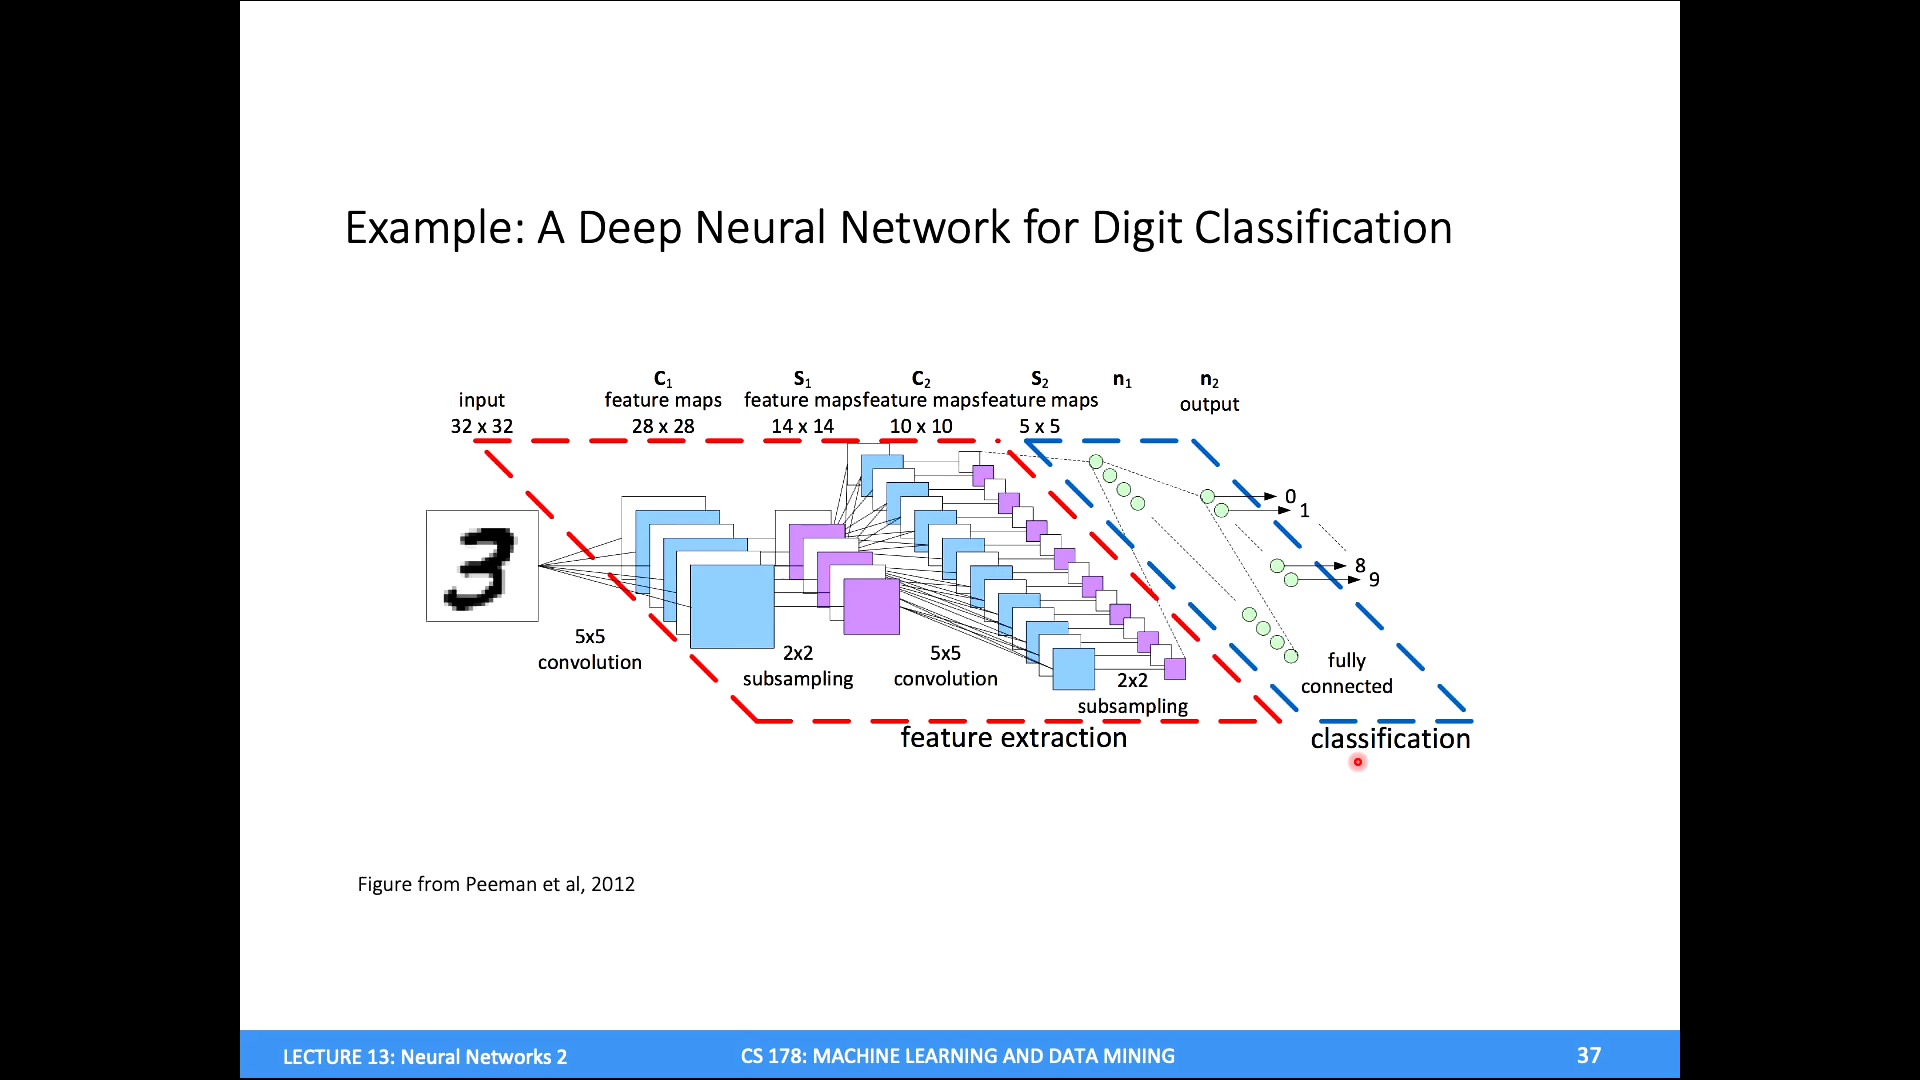 Example: A Deep Neural Network for Digit Classification
input
32 x 32
C1
feature maps
28 x 28
S1
feature maps
14 x 14
C2
feature maps
10 x 10
S2
feature maps
5 x 5
n1
n2
output
3
0
1
8
9
5x5
convolution
2x2
subsampling
5x5
convolution
2x2
subsampling
fully
connected
feature extraction
classification
Figure from Peeman et al, 2012
LECTURE 13: Neural Networks 2
CS 178: MACHINE LEARNING AND DATA MINING
37